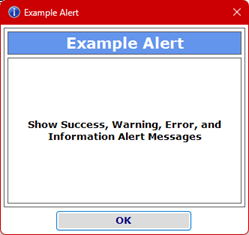 Example Alert
Example Alert
Show Success, Warning, Error, and
Information Alert Messages
OK